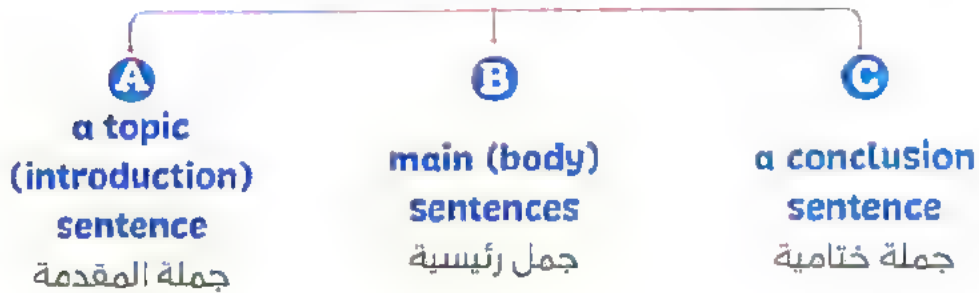 A
a topic
(introduction)
sentence
جملة المقدمة
B
main (body)
sentences
جمل رئيسية
C
a conclusion
sentence
جملة ختامية